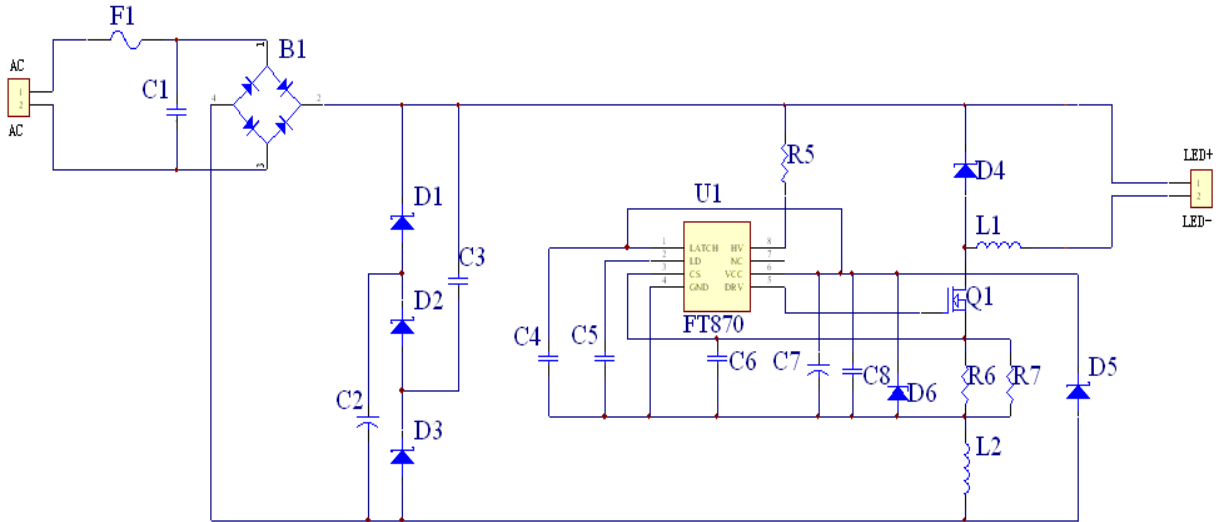 F1
B1
AC
1
2
AC
C1
1
4
2
3
D1
D2
D3
C2
C3
R5
D4
LED+
1
2
LED-
U1
L1
1 LATCH HV 8
2 LD NC 7
3 CS VCC 6
4 GND DRV 5
FT870
Q1
C4
C5
C6
C7
C8
D6
R6
R7
D5
L2